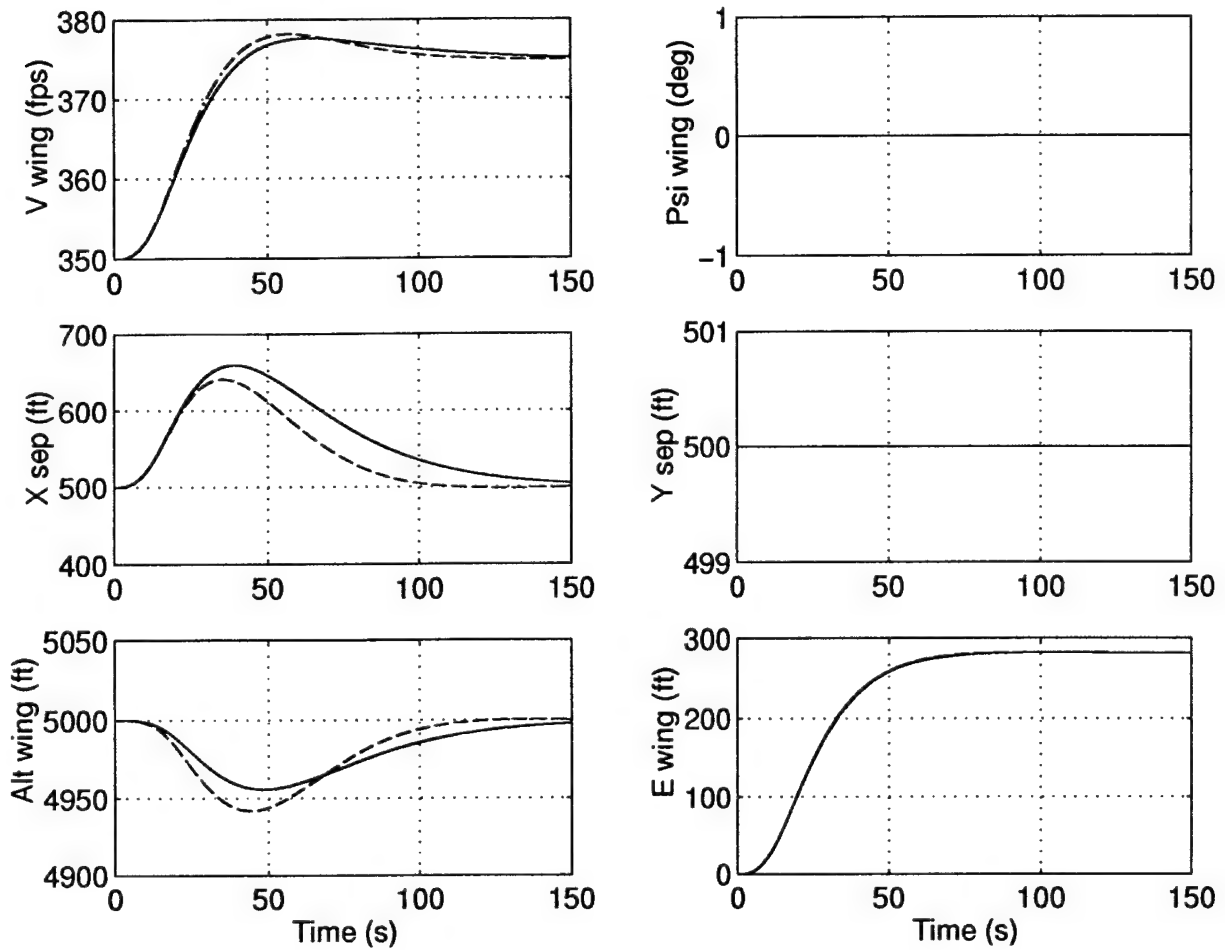 V wing (fps)
380
370
360
350
0 50 100 150
Psi wing (deg)
1
0
−1
0 50 100 150
X sep (ft)
700
600
500
400
0 50 100 150
Y sep (ft)
501
500
499
0 50 100 150
Alt wing (ft)
5050
5000
4950
4900
0 50 100 150
Time (s)
E wing (ft)
300
200
100
0
0 50 100 150
Time (s)